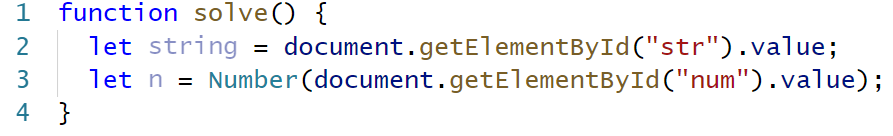 1 function solve() {
2   let string = document.getElementById("str").value;
3   let n = Number(document.getElementById("num").value);
4 }